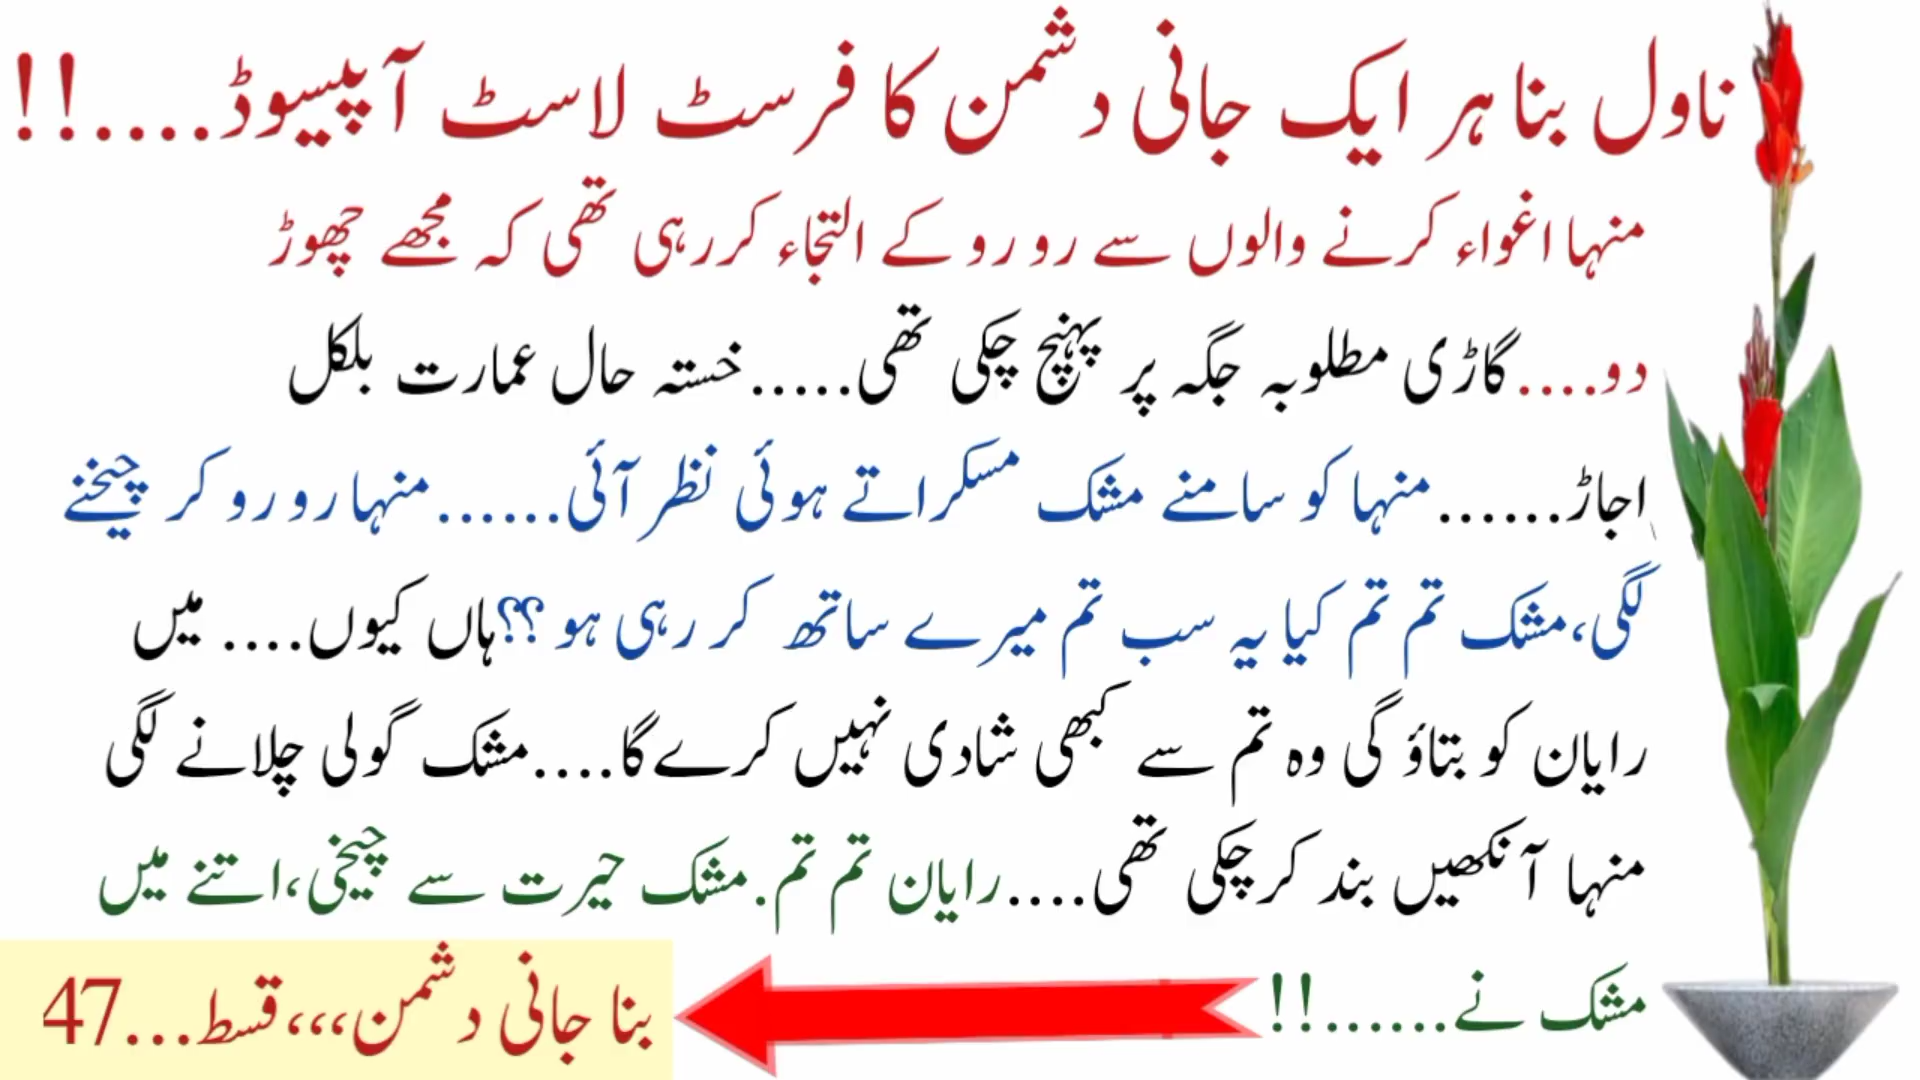 ناول بنا ہر ایک جانی دشمن کا فرسٹ لاسٹ آپیسوڈ....!!
منہا اغواء کرنے والوں سے رو رو کے التجاء کر رہی تھی کہ مجھے چھوڑ
دو....گاڑی مطلوبہ جگہ پر پہنچ چکی تھی.....خستہ حال عمارت بلکل
اجاڑ......منہا کو سامنے مشک مسکراتے ہوئی نظر آئی......منہا رو رو کر چیخنے
لگی،مشک تم تم کیا یہ سب تم میرے ساتھ کر رہی ہو ؟؟ہاں کیوں.... میں
رایان کو بتاؤ گی وہ تم سے کبھی شادی نہیں کرے گا....مشک گولی چلانے لگی
منہا آنکھیں بند کر چکی تھی....رایان تم تم.مشک حیرت سے چیخی،اتنے میں
مشک نے......!!
بنا جانی دشمن،،،قسط...47